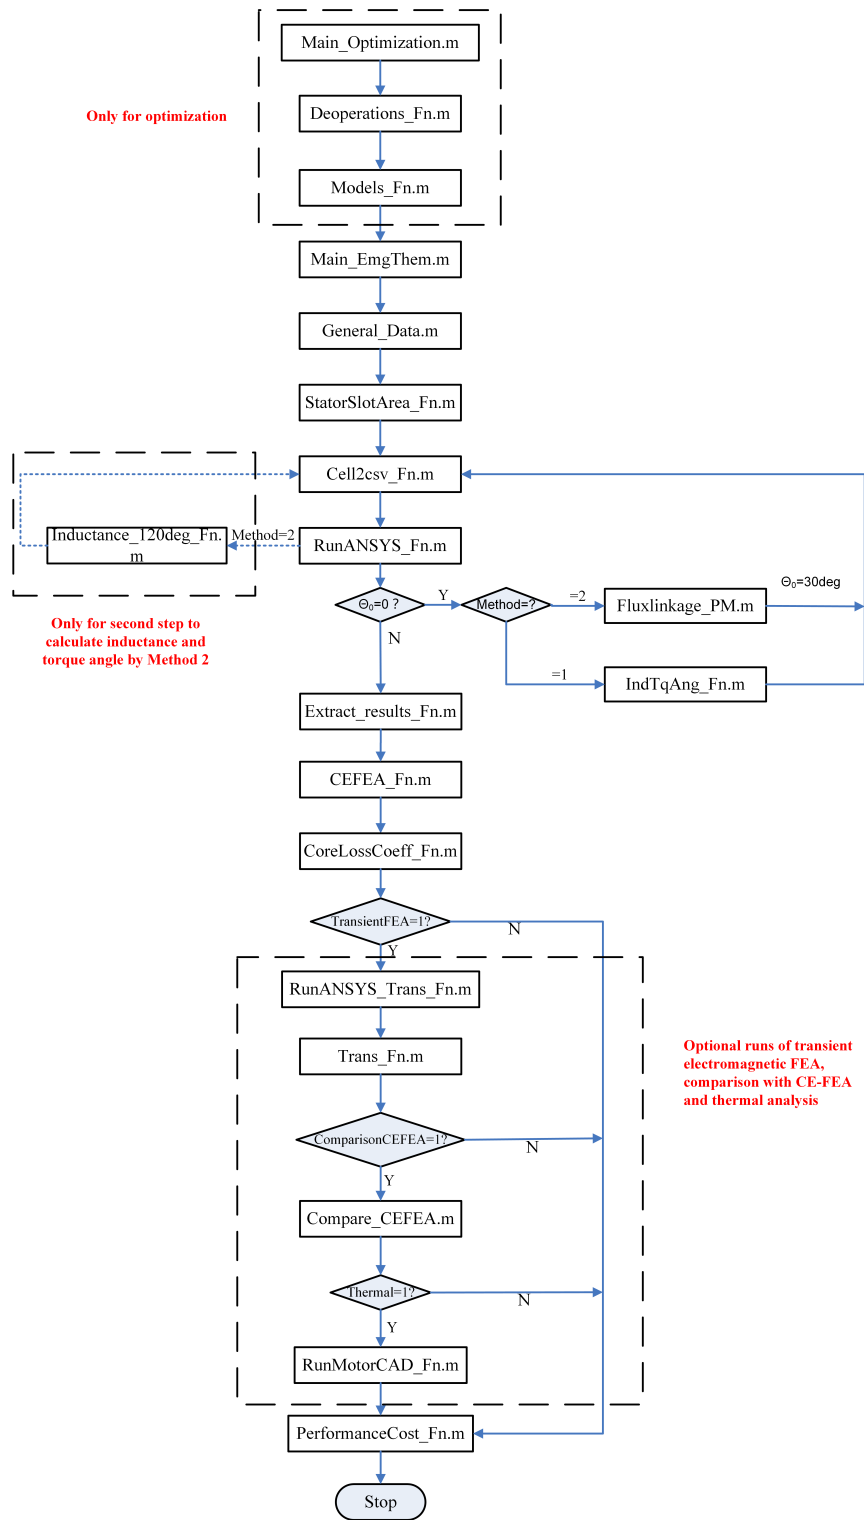 Main_Optimization.m
Only for optimization
Deoperations_Fn.m
Models_Fn.m
Main_EmgThem.m
General_Data.m
StatorSlotArea_Fn.m
Cell2csv_Fn.m
Inductance_120deg_Fn.
m
Method=2
RunANSYS_Fn.m
Θ₀=0 ?
Y
Method=?
=2
Fluxlinkage_PM.m
Θ₀=30deg
N
Only for second step to
calculate inductance and
torque angle by Method 2
=1
IndTqAng_Fn.m
Extract_results_Fn.m
CEFEA_Fn.m
CoreLossCoeff_Fn.m
TransientFEA=1?
N
Y
RunANSYS_Trans_Fn.m
Trans_Fn.m
Optional runs of transient
electromagnetic FEA,
comparison with CE-FEA
and thermal analysis
ComparisonCEFEA=1?
N
Y
Compare_CEFEA.m
Thermal=1?
N
Y
RunMotorCAD_Fn.m
PerformanceCost_Fn.m
Stop